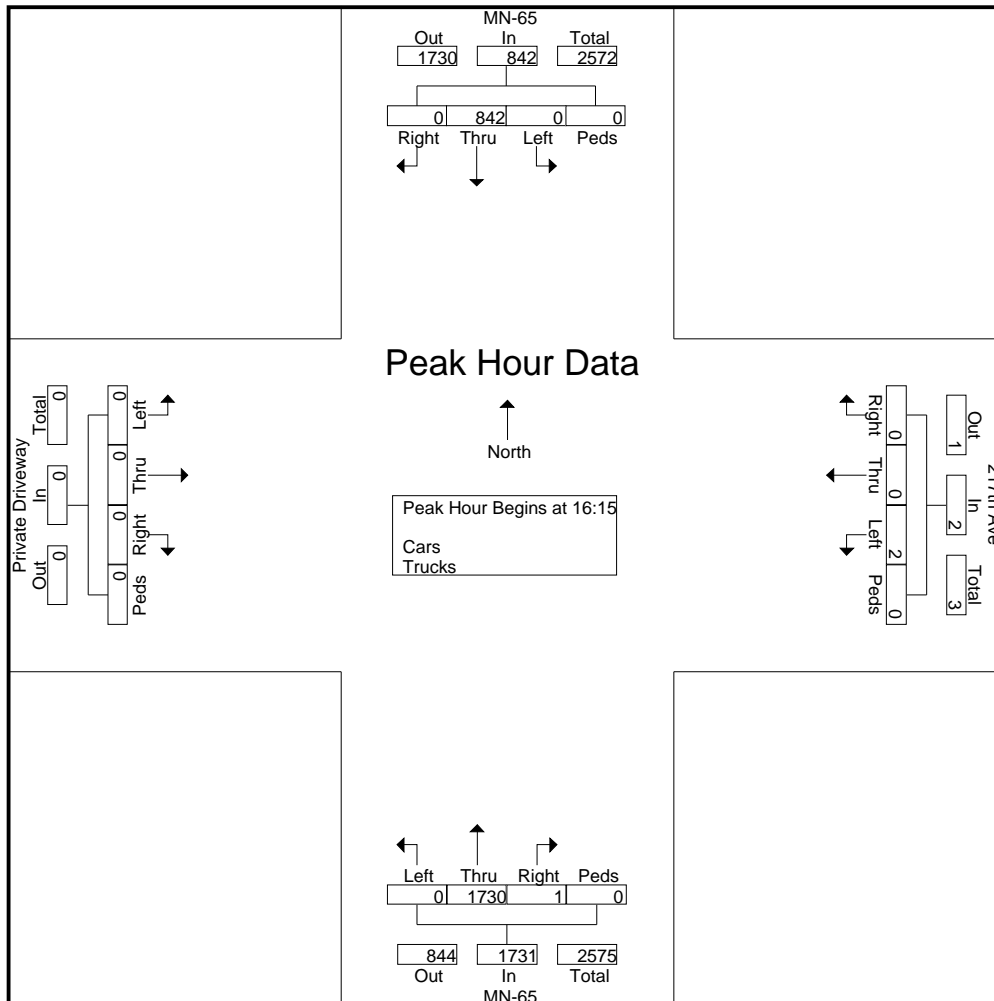 MN-65
Out In Total
1730 842 2572
0 842 0 0
Right Thru Left Peds
Peak Hour Data
North
Peak Hour Begins at 16:15
Cars
Trucks
Private Driveway
Out In Total
0 0 0
0 0 0 0
Peds Right Thru Left
Right Thru Left Peds
0 0 2 0
Out In Total
1 2 3
Ave
Left Thru Right Peds
0 1730 1 0
844 1731 2575
Out In Total
MN-65